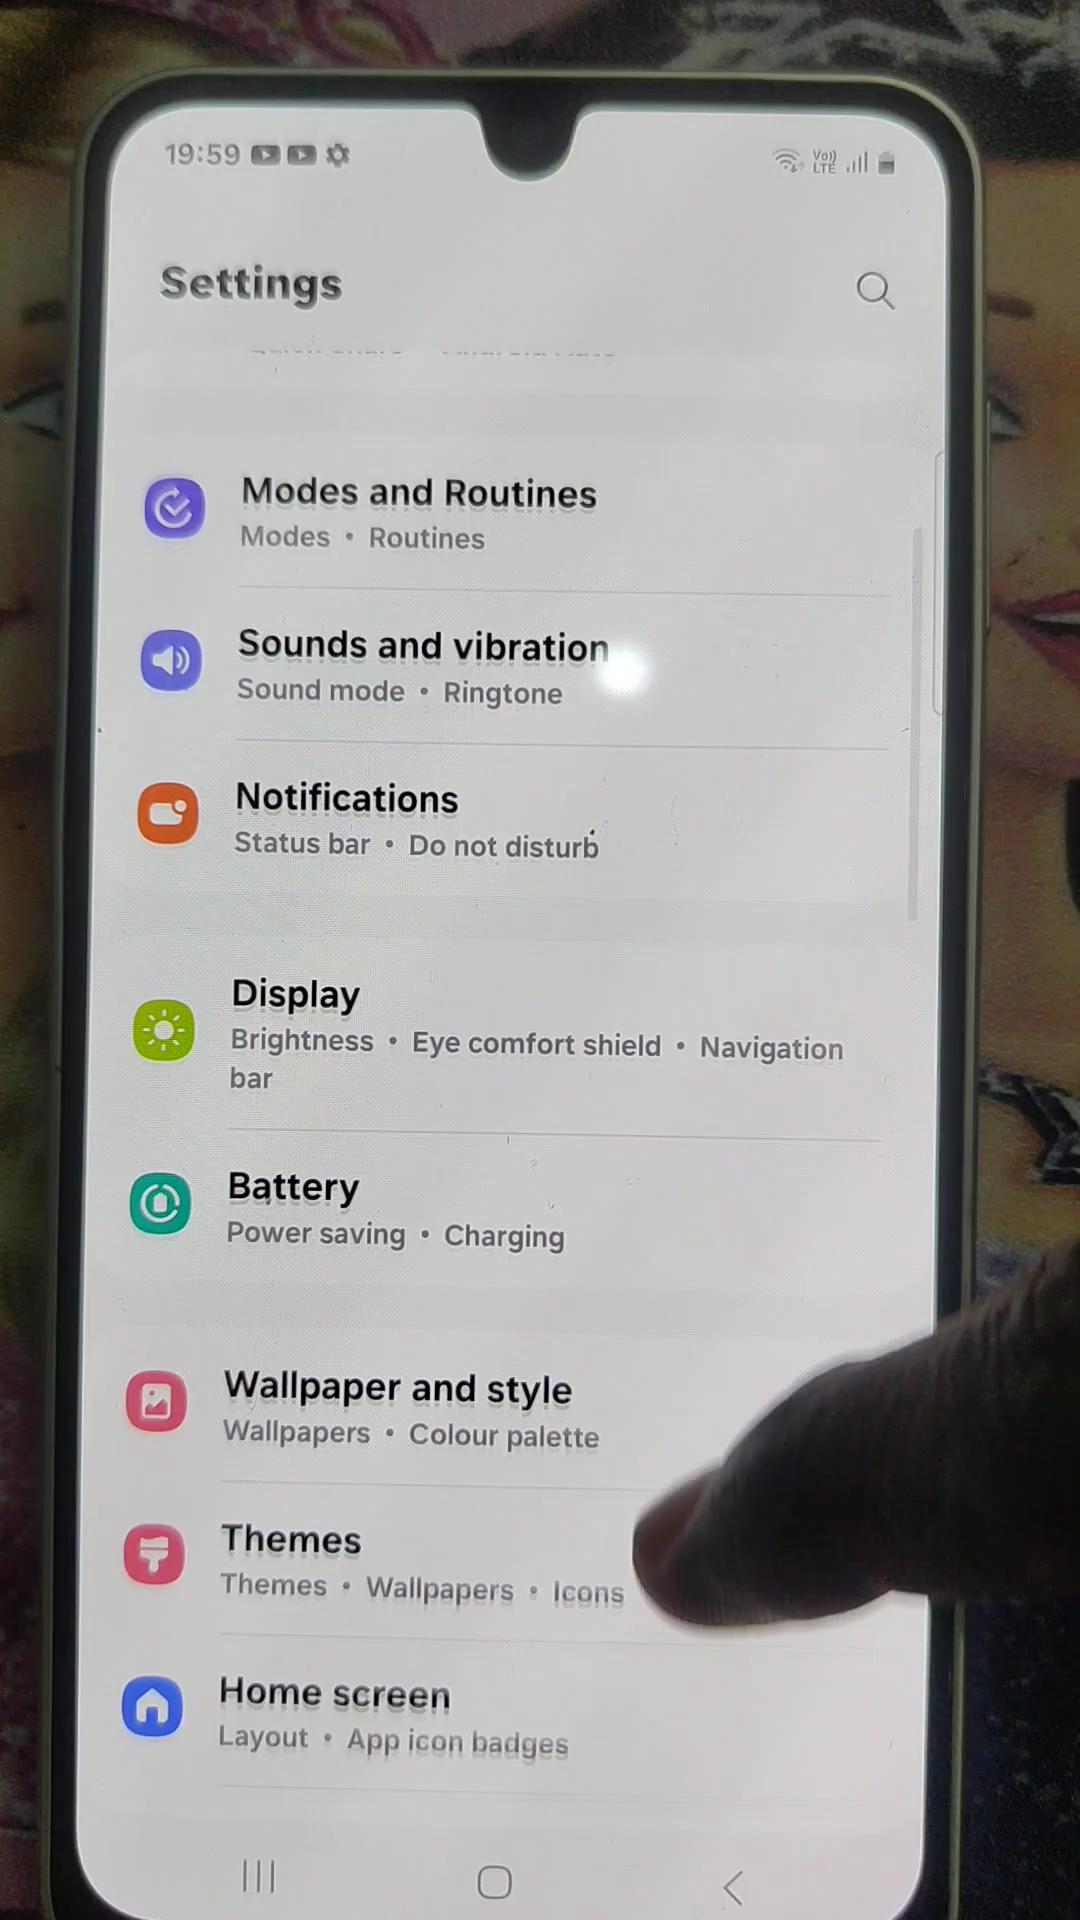 19:59
Vo))
LTE
Settings
Modes and Routines
Modes • Routines
Sounds and vibration
Sound mode • Ringtone
Notifications
Status bar • Do not disturb
Display
Brightness • Eye comfort shield • Navigation
bar
Battery
Power saving • Charging
Wallpaper and style
Wallpapers • Colour palette
Themes
Themes • Wallpapers • Icons
Home screen
Layout • App icon badges